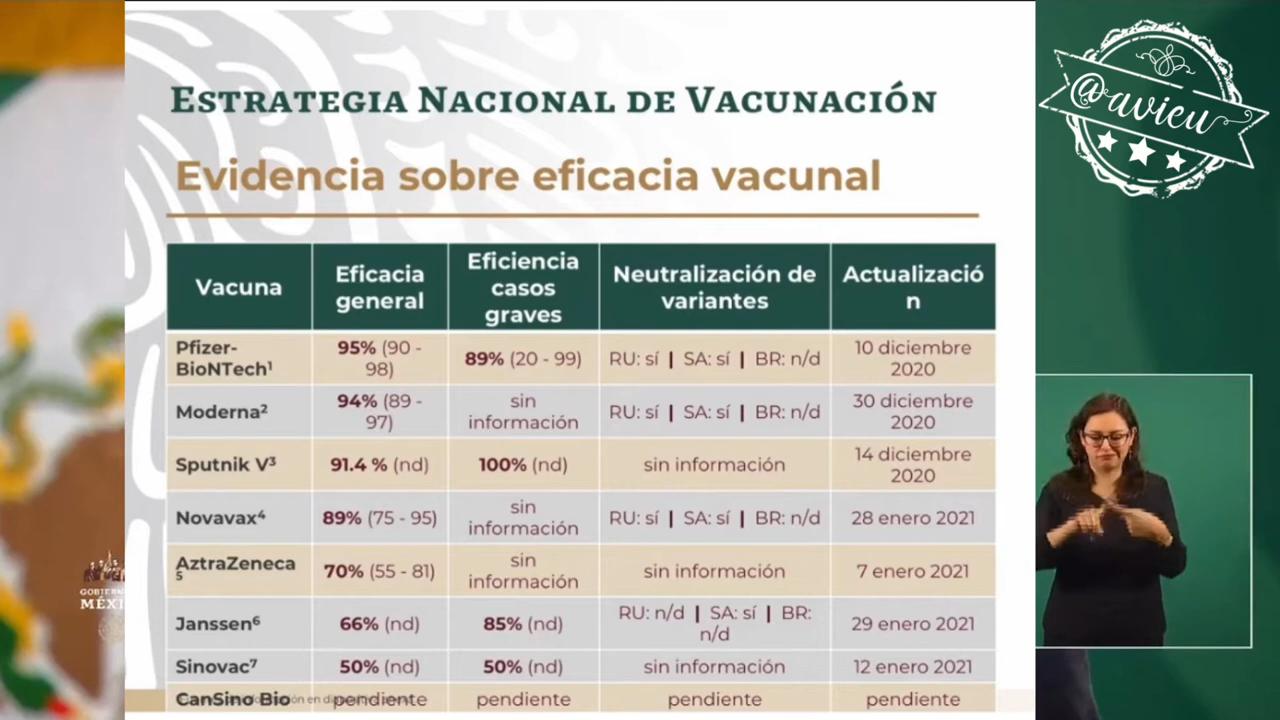 @avieu
ESTRATEGIA NACIONAL DE VACUNACIÓN
Evidencia sobre eficacia vacunal
Vacuna
Eficacia
general
Eficiencia
casos
graves
Neutralización de
variantes
Actualizació
n
Pfizer-
BioNTech¹
95% (90 -
98)
89% (20 - 99)
RU: sí | SA: sí | BR: n/d
10 diciembre
2020
Moderna²
94% (89 -
97)
sin
información
RU: sí | SA: sí | BR: n/d
30 diciembre
2020
Sputnik V³
91.4 % (nd)
100% (nd)
sin información
14 diciembre
2020
Novavax⁴
89% (75 - 95)
sin
información
RU: sí | SA: sí | BR: n/d
28 enero 2021
AztraZeneca
5
70% (55 - 81)
sin
información
sin información
7 enero 2021
Janssen⁶
66% (nd)
85% (nd)
RU: n/d | SA: sí | BR:
n/d
29 enero 2021
Sinovac⁷
50% (nd)
50% (nd)
sin información
12 enero 2021
CanSino Bio
pendiente
pendiente
pendiente
pendiente